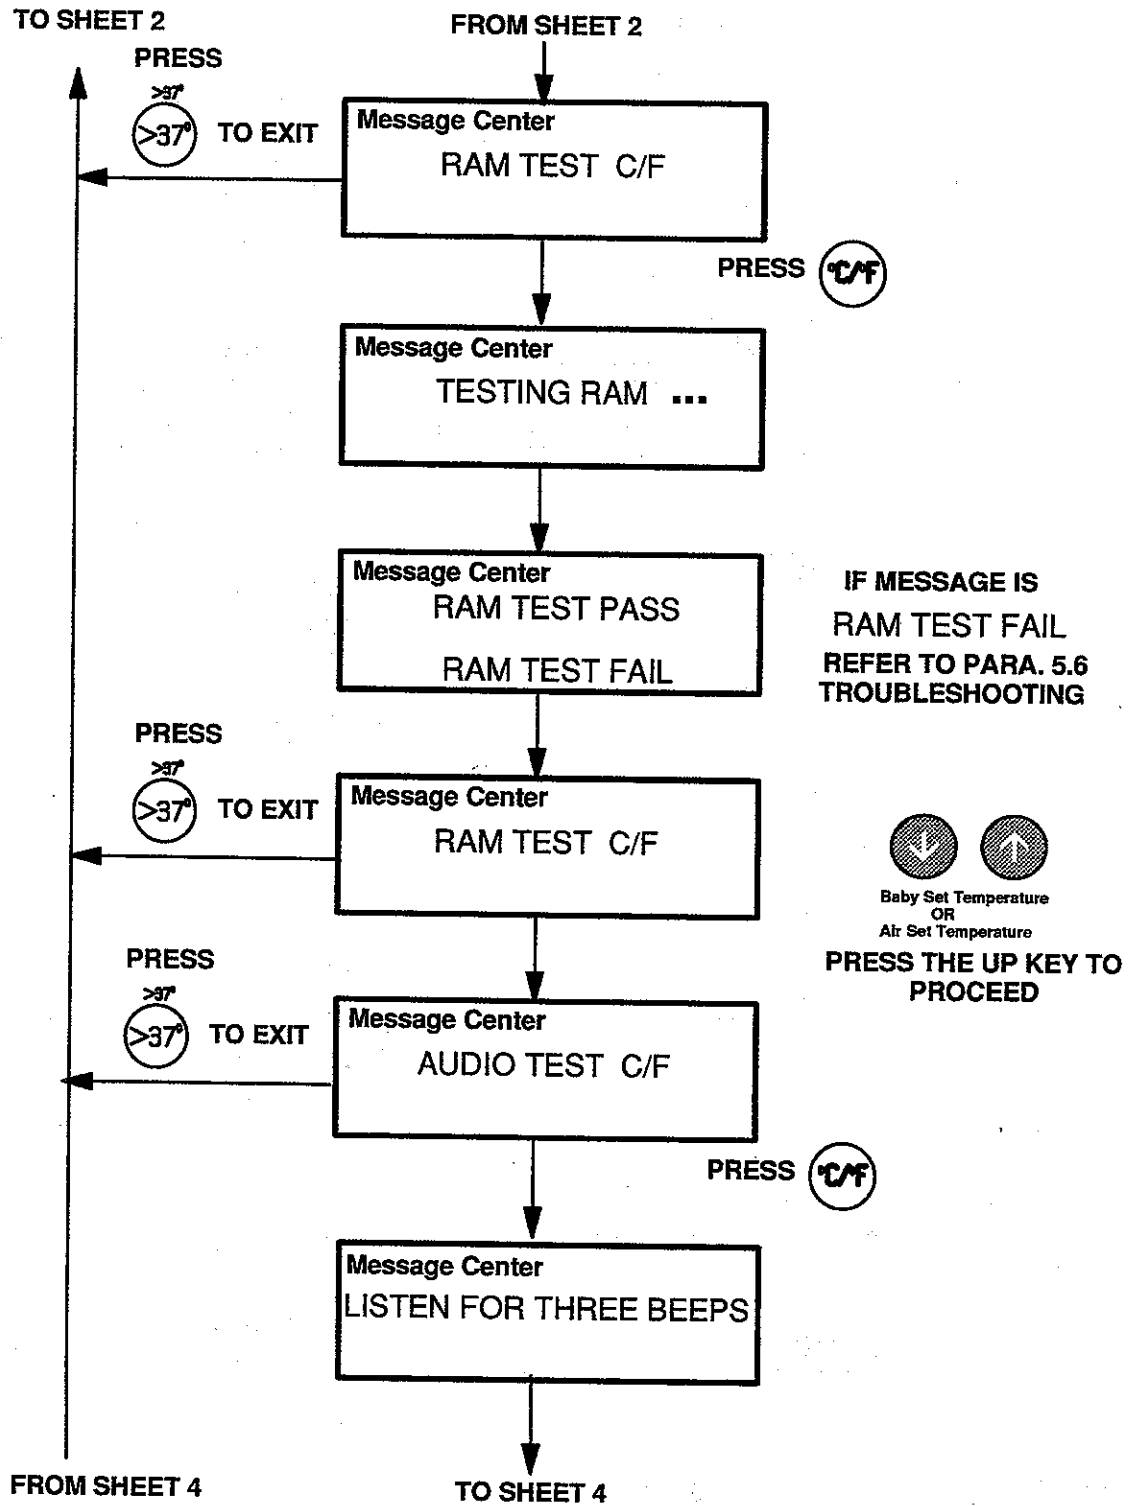 TO SHEET 2
FROM SHEET 2
PRESS
>37°
>37°
TO EXIT
Message Center
RAM TEST C/F
PRESS
°C/°F
Message Center
TESTING RAM ...
Message Center
RAM TEST PASS
RAM TEST FAIL
IF MESSAGE IS
RAM TEST FAIL
REFER TO PARA. 5.6
TROUBLESHOOTING
PRESS
>37°
>37°
TO EXIT
Message Center
RAM TEST C/F
Baby Set Temperature
OR
Air Set Temperature
PRESS THE UP KEY TO
PROCEED
PRESS
>37°
>37°
TO EXIT
Message Center
AUDIO TEST C/F
PRESS
°C/°F
Message Center
LISTEN FOR THREE BEEPS
FROM SHEET 4
TO SHEET 4